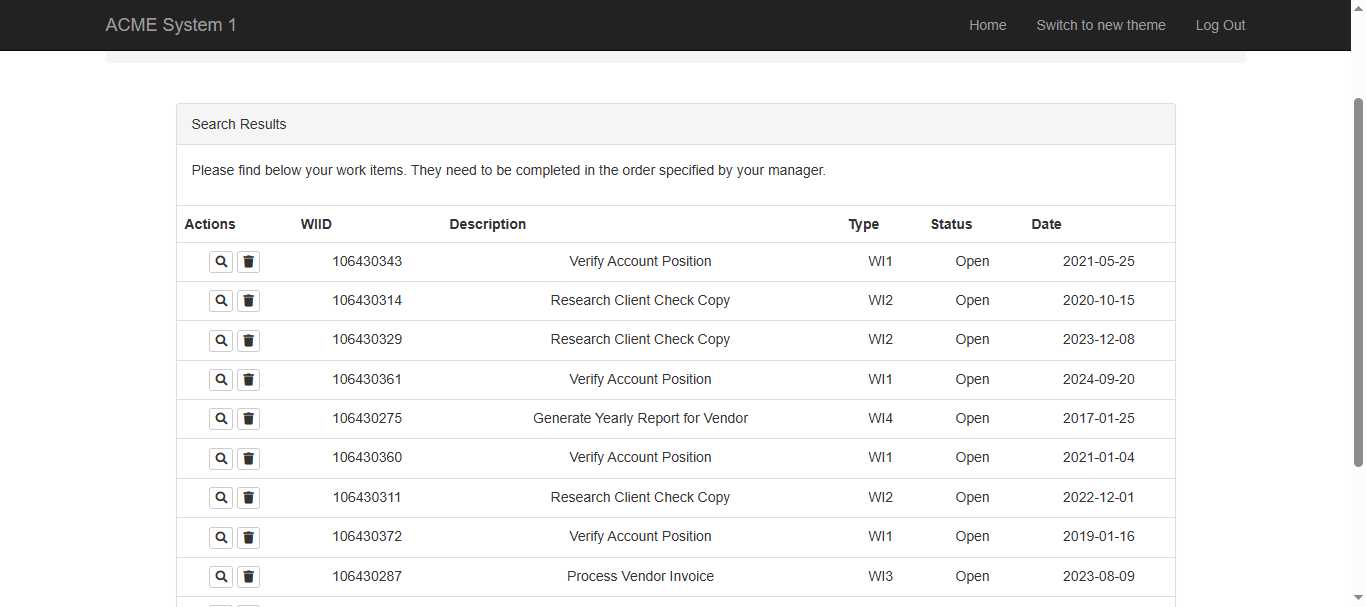 ACME System 1 Home Switch to new theme Log Out
Search Results
Please find below your work items. They need to be completed in the order specified by your manager.
Actions WIID Description Type Status Date
106430343 Verify Account Position WI1 Open 2021-05-25
106430314 Research Client Check Copy WI2 Open 2020-10-15
106430329 Research Client Check Copy WI2 Open 2023-12-08
106430361 Verify Account Position WI1 Open 2024-09-20
106430275 Generate Yearly Report for Vendor WI4 Open 2017-01-25
106430360 Verify Account Position WI1 Open 2021-01-04
106430311 Research Client Check Copy WI2 Open 2022-12-01
106430372 Verify Account Position WI1 Open 2019-01-16
106430287 Process Vendor Invoice WI3 Open 2023-08-09